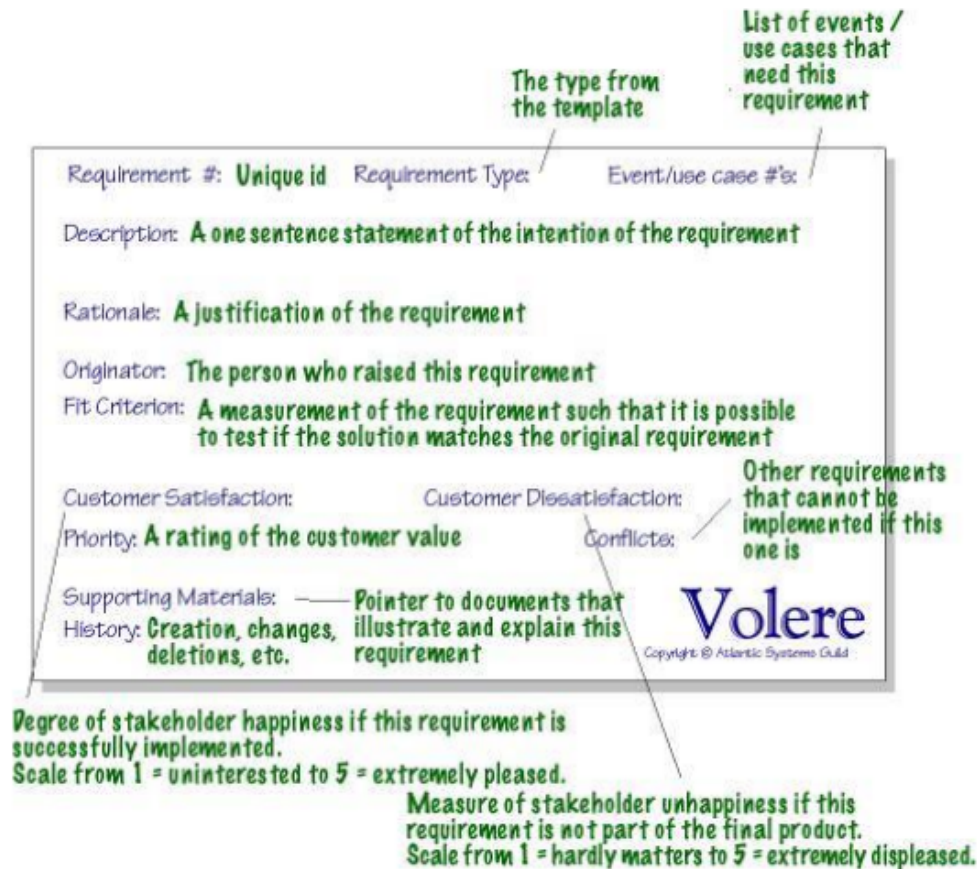 List of events /
use cases that
need this
requirement
The type from
the template
Requirement #: Unique id Requirement Type: Event/use case #'s:
Description: A one sentence statement of the intention of the requirement
Rationale: A justification of the requirement
Originator: The person who raised this requirement
Fit Criterion: A measurement of the requirement such that it is possible
to test if the solution matches the original requirement
Other requirements
that cannot be
implemented if this
one is
Customer Satisfaction: Customer Dissatisfaction:
Priority: A rating of the customer value Conflicts:
Supporting Materials: Pointer to documents that
illustrate and explain this
requirement
History: Creation, changes,
deletions, etc.
Volere
Copyright © Atlantic Systems Guild
Degree of stakeholder happiness if this requirement is
successfully implemented.
Scale from 1 = uninterested to 5 = extremely pleased.
Measure of stakeholder unhappiness if this
requirement is not part of the final product.
Scale from 1 = hardly matters to 5 = extremely displeased.